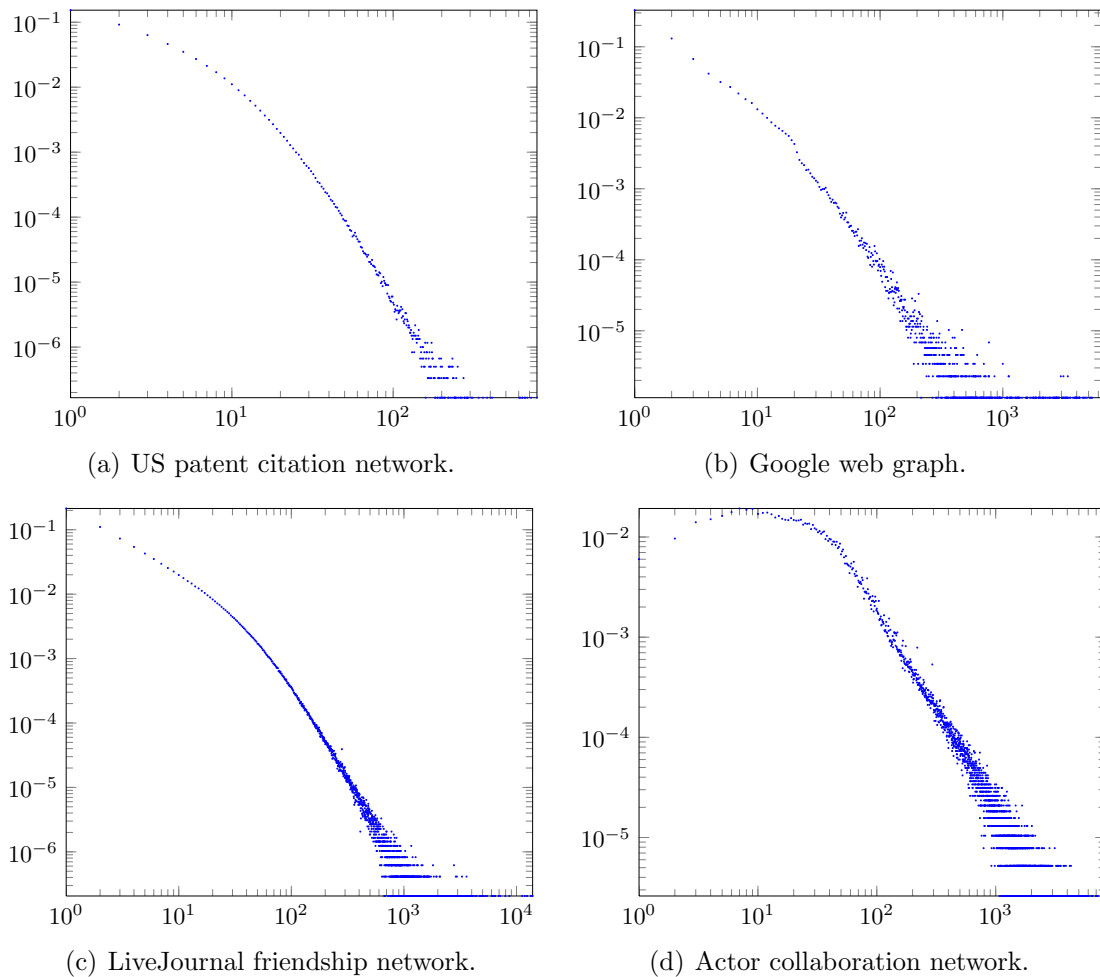 10^{-1}
10^{-2}
10^{-3}
10^{-4}
10^{-5}
10^{-6}
10^0 10^1 10^2
(a) US patent citation network.
10^{-1}
10^{-2}
10^{-3}
10^{-4}
10^{-5}
10^0 10^1 10^2 10^3
(b) Google web graph.
10^{-1}
10^{-2}
10^{-3}
10^{-4}
10^{-5}
10^{-6}
10^0 10^1 10^2 10^3 10^4
(c) LiveJournal friendship network.
10^{-2}
10^{-3}
10^{-4}
10^{-5}
10^0 10^1 10^2 10^3
(d) Actor collaboration network.